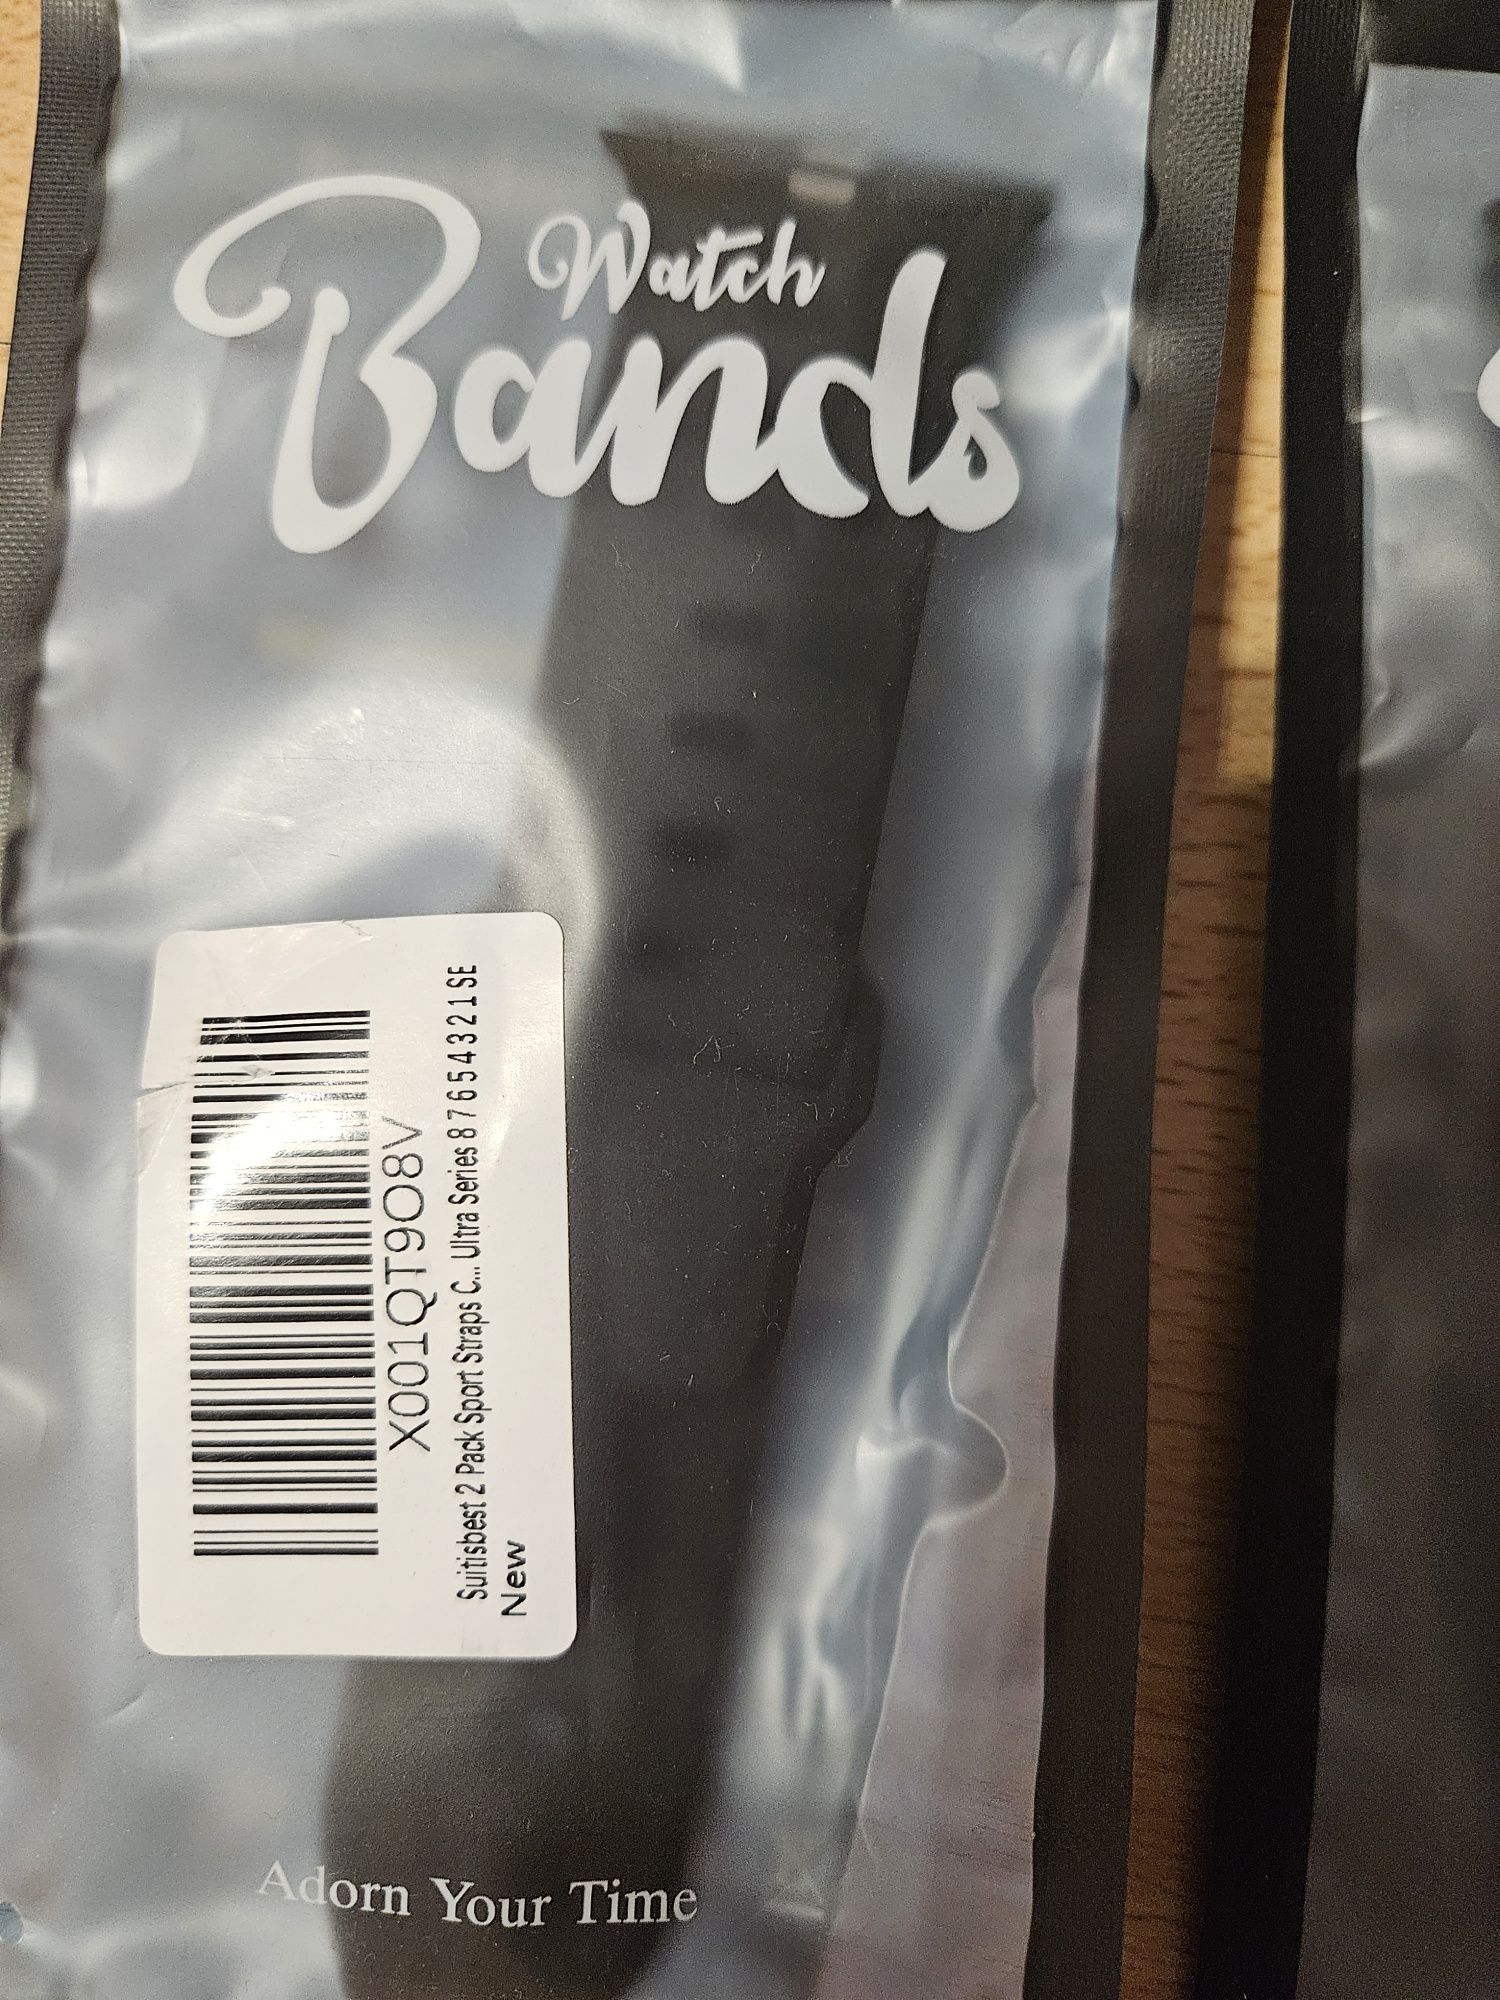 Watch
Bands
X001QT9O8V
Suitisbest 2 Pack Sport Straps C... Ultra Series 8 7 6 5 4 3 2 1 SE
New
Adorn Your Time